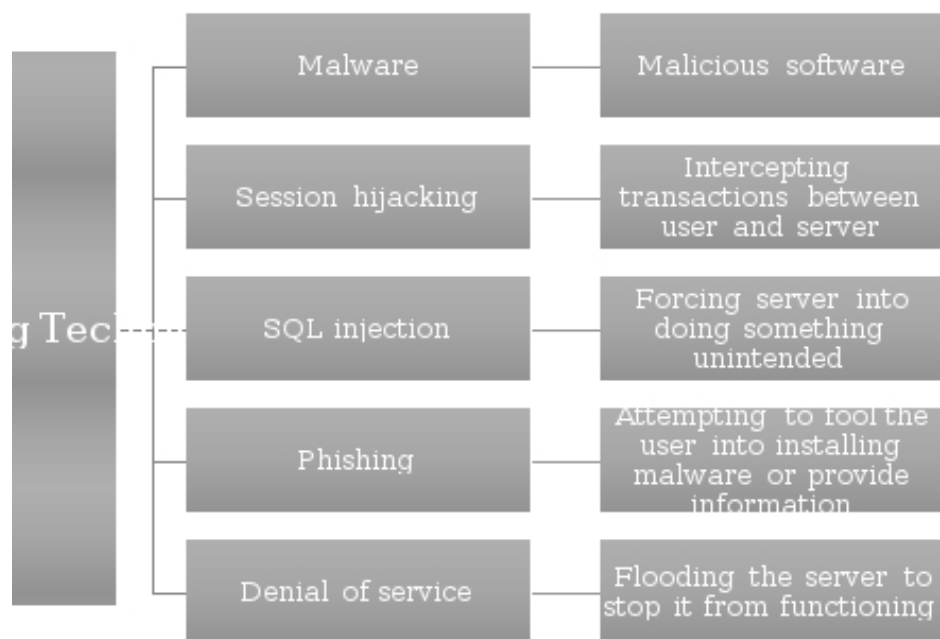 g Tec
Malware
Malicious software
Session hijacking
Intercepting
transactions between
user and server
SQL injection
Forcing server into
doing something
unintended
Phishing
Attempting to fool the
user into installing
malware or provide
information
Denial of service
Flooding the server to
stop it from functioning